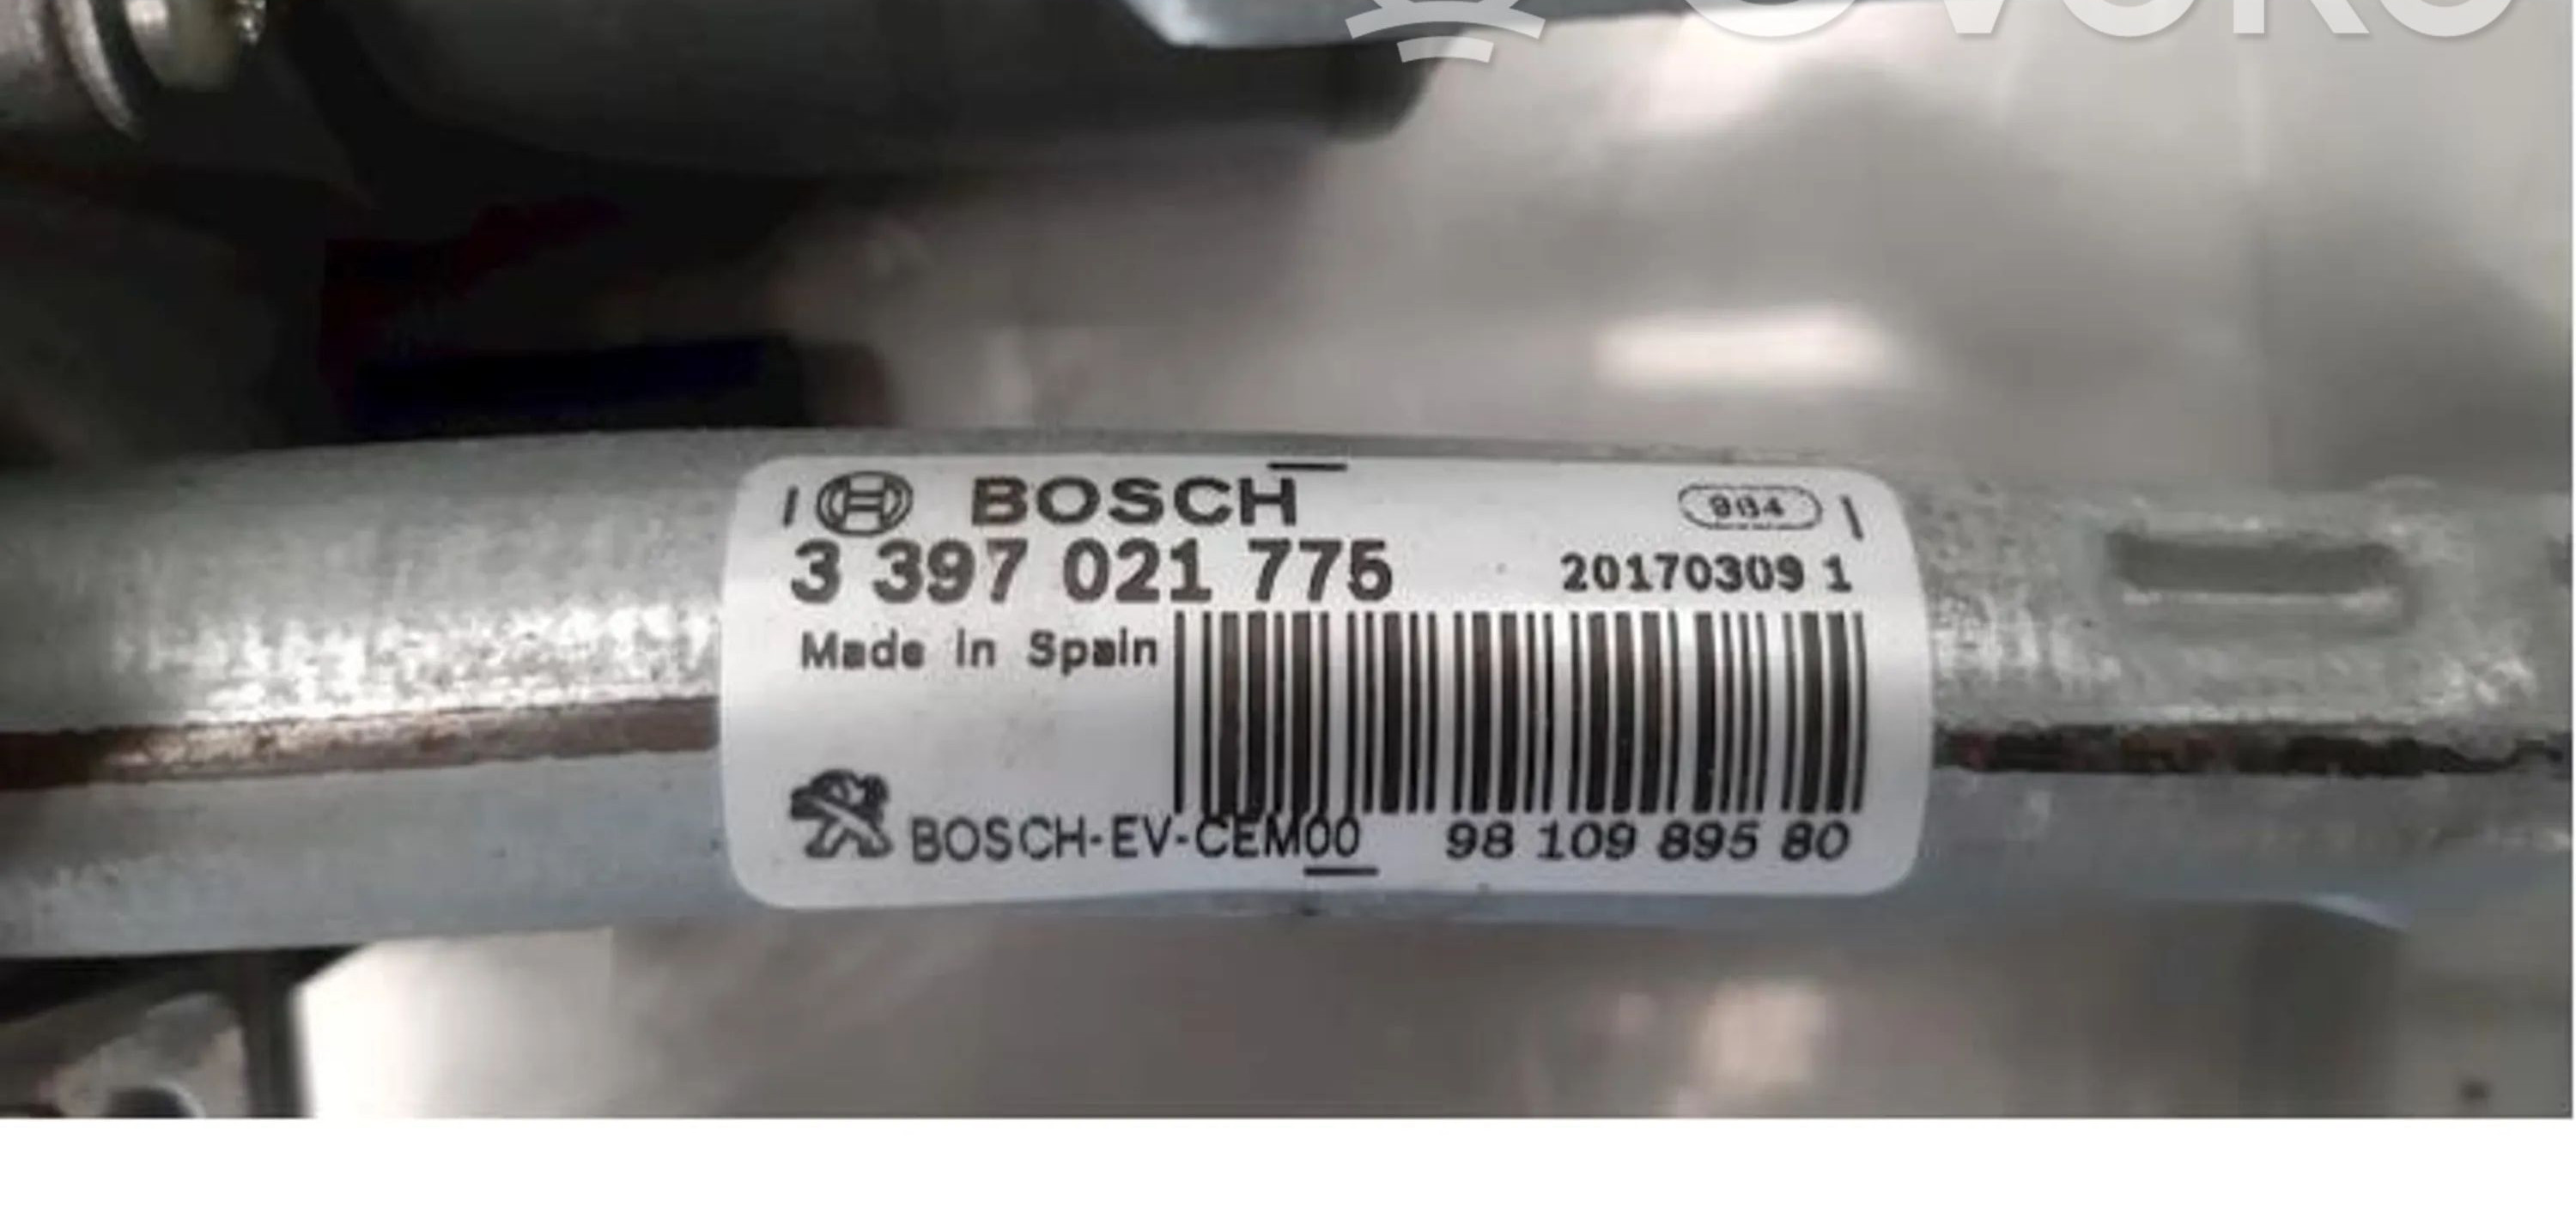 BOSCH
3 397 021 775 20170309 1
Made in Spain
BOSCH-EV-CEM00 98 109 895 80